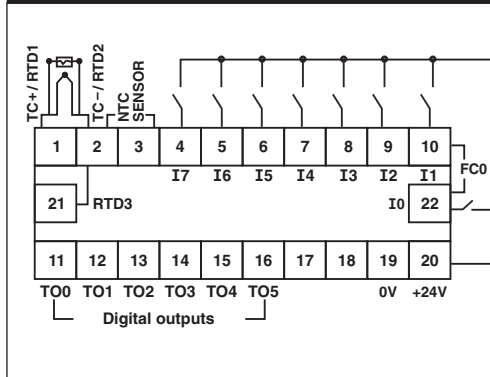 TC+/ RTD1
TC−/ RTD2
NTC
SENSOR
1 2 3 4 5 6 7 8 9 10
I7 I6 I5 I4 I3 I2 I1
FC0
21 RTD3 I0 22
11 12 13 14 15 16 17 18 19 20
TO0 TO1 TO2 TO3 TO4 TO5 0V +24V
Digital outputs